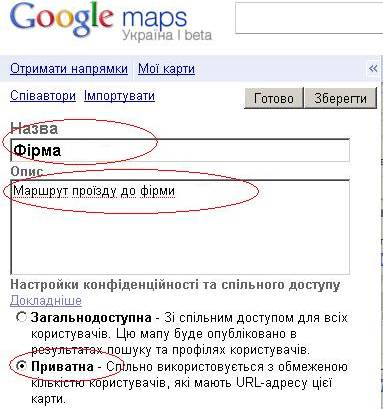 Google maps
Україна | beta
Отримати напрямки Мої карти «
Співавтори Імпортувати Готово Зберегти
Назва
Фірма
Опис
Маршрут проїзду до фірми
Настройки конфіденційності та спільного доступу
Докладніше
Загальнодоступна - Зі спільним доступом для всіх
користувачів. Цю мапу буде опубліковано в
результатах пошуку та профілях користувачів.
Приватна - Спільно використовується з обмеженою
кількістю користувачів, які мають URL-адресу цієї
карти.